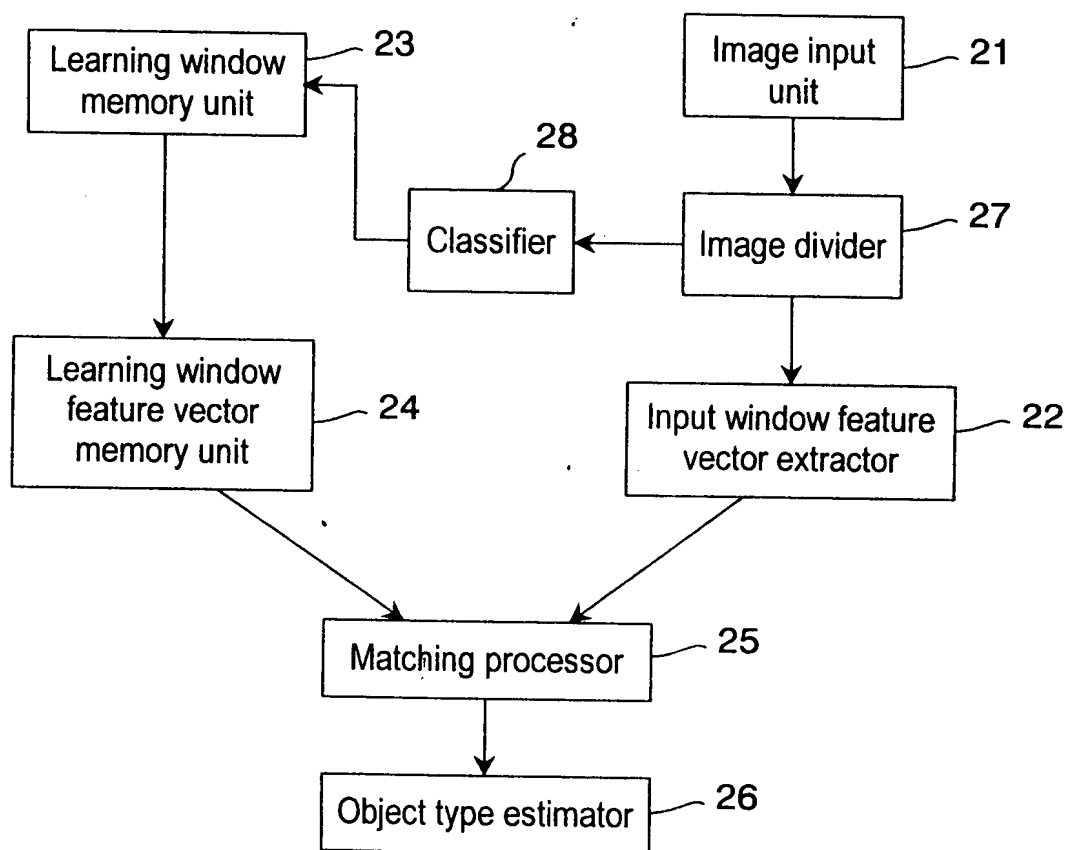 23
Learning window
memory unit
Image input
unit
21
28
Classifier
27
Image divider
Learning window
feature vector
memory unit
24
Input window feature
vector extractor
22
Matching processor
25
Object type estimator
26